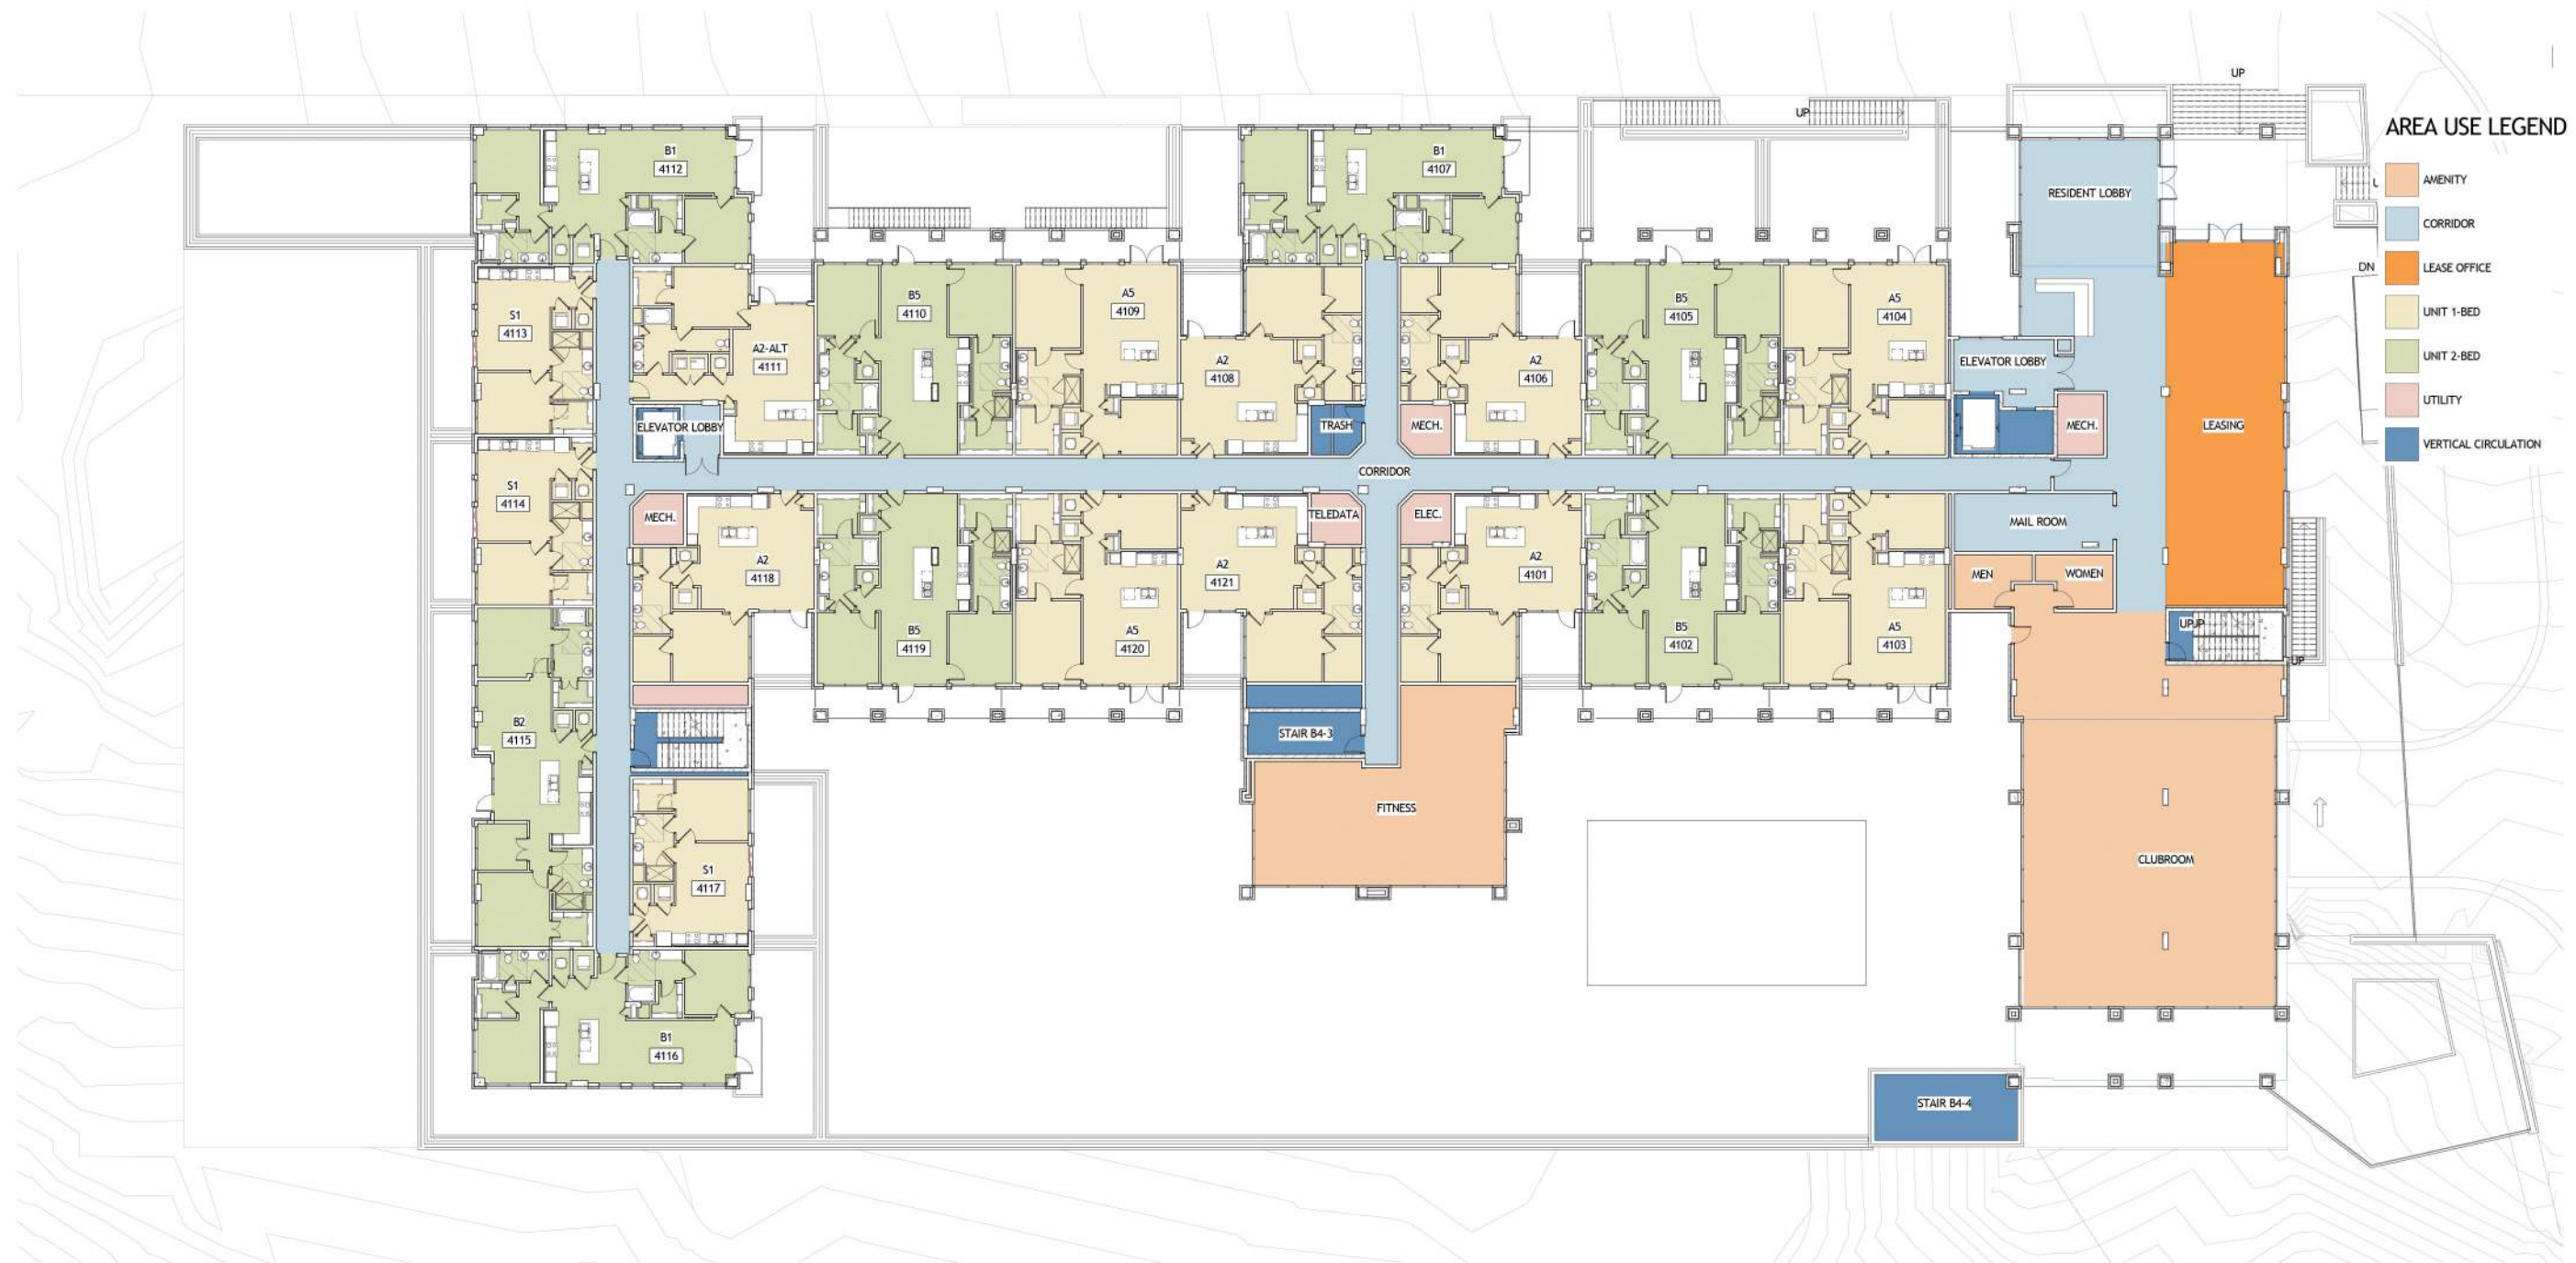 UP
AREA USE LEGEND
AMENITY
CORRIDOR
LEASE OFFICE
UNIT 1-BED
UNIT 2-BED
UTILITY
VERTICAL CIRCULATION
UP
DN
B1
4112
B1
4107
RESIDENT LOBBY
S1
4113
A2-ALT
4111
B5
4110
A5
4109
A2
4108
A2
4106
B5
4105
A5
4104
ELEVATOR LOBBY
ELEVATOR LOBBY
TRASH
MECH.
MECH.
LEASING
CORRIDOR
S1
4114
MECH.
A2
4118
B5
4119
A5
4120
A2
4121
TELEDATA
ELEC.
A2
4101
B5
4102
A5
4103
MAIL ROOM
MEN
WOMEN
UP
UP
B2
4115
STAIR B4-3
FITNESS
S1
4117
CLUBROOM
B1
4116
STAIR B4-4